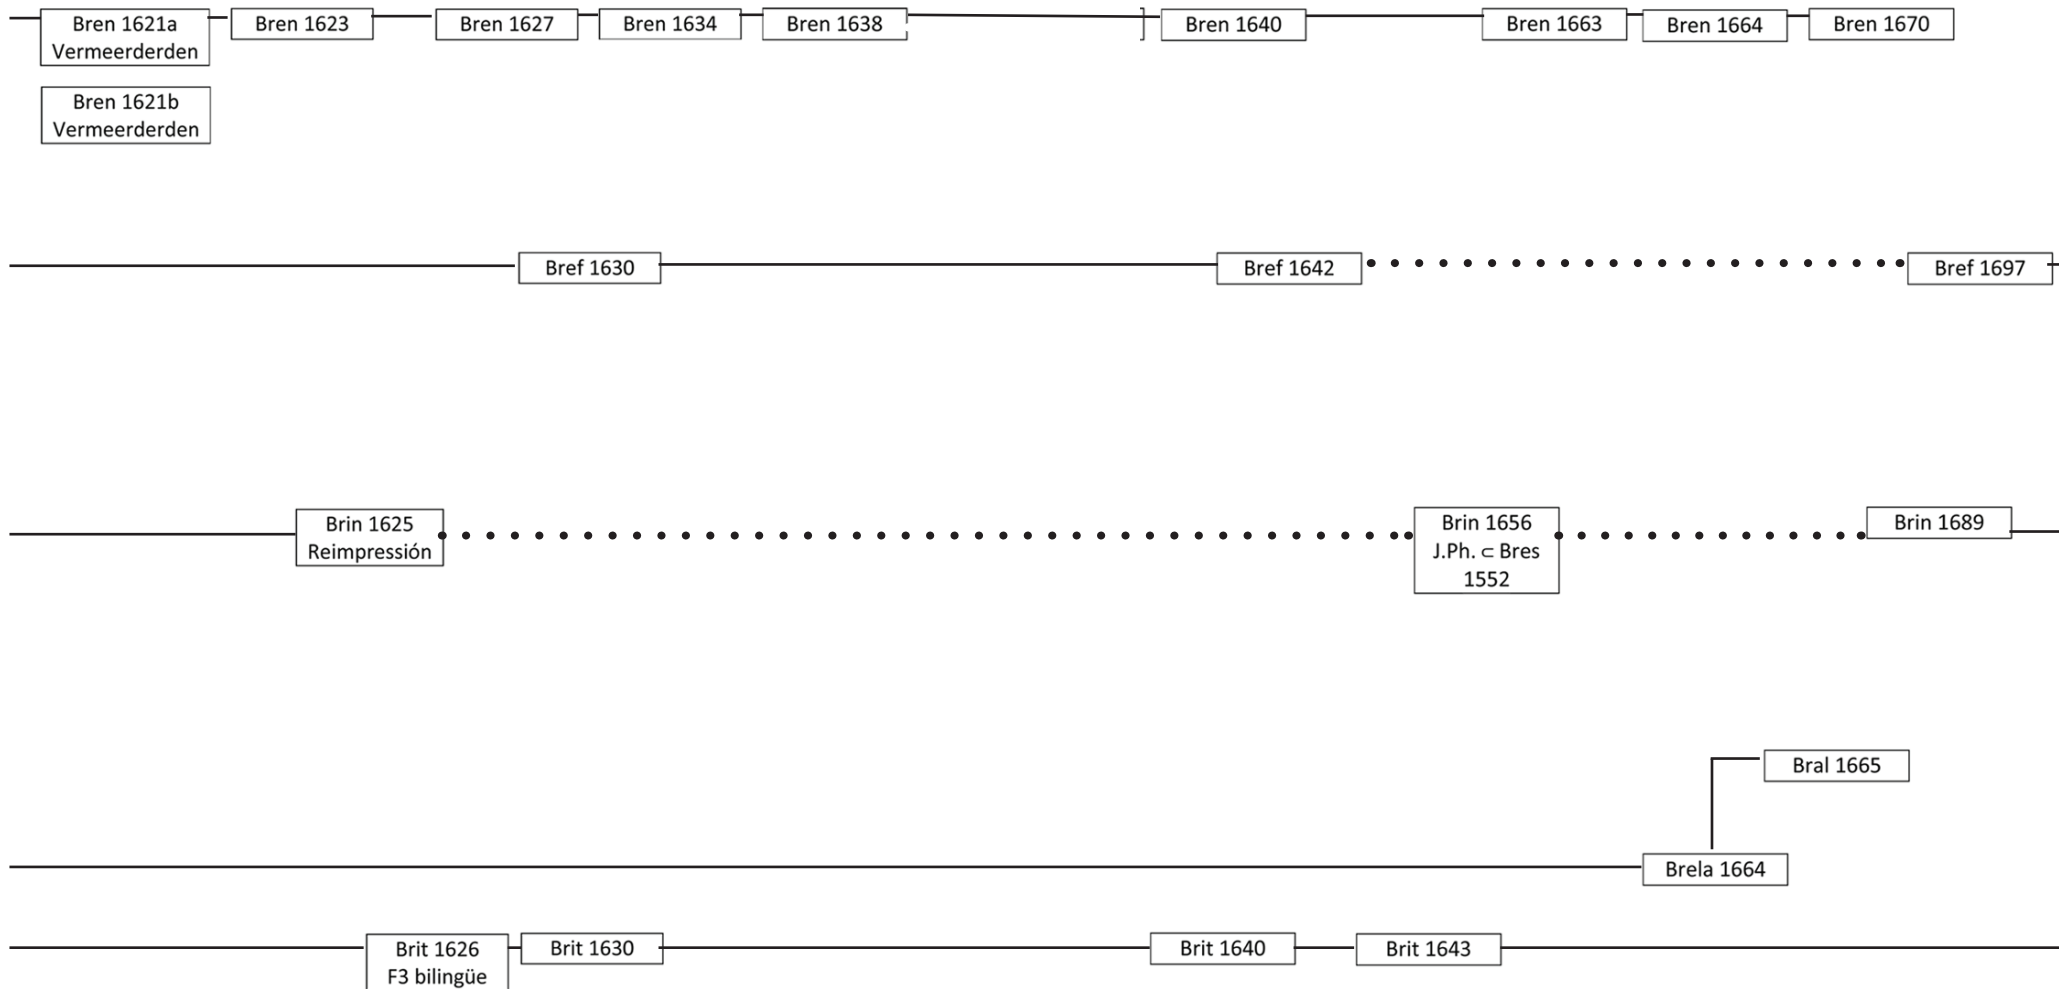 Bren 1621a
Vermeerderden
Bren 1623
Bren 1627
Bren 1634
Bren 1638
Bren 1640
Bren 1663
Bren 1664
Bren 1670
Bren 1621b
Vermeerderden
Bref 1630
Bref 1642
Bref 1697
Brin 1625
Reimpressión
Brin 1656
J.Ph. ⊂ Bres
1552
Brin 1689
Bral 1665
Brela 1664
Brit 1626
F3 bilingüe
Brit 1630
Brit 1640
Brit 1643